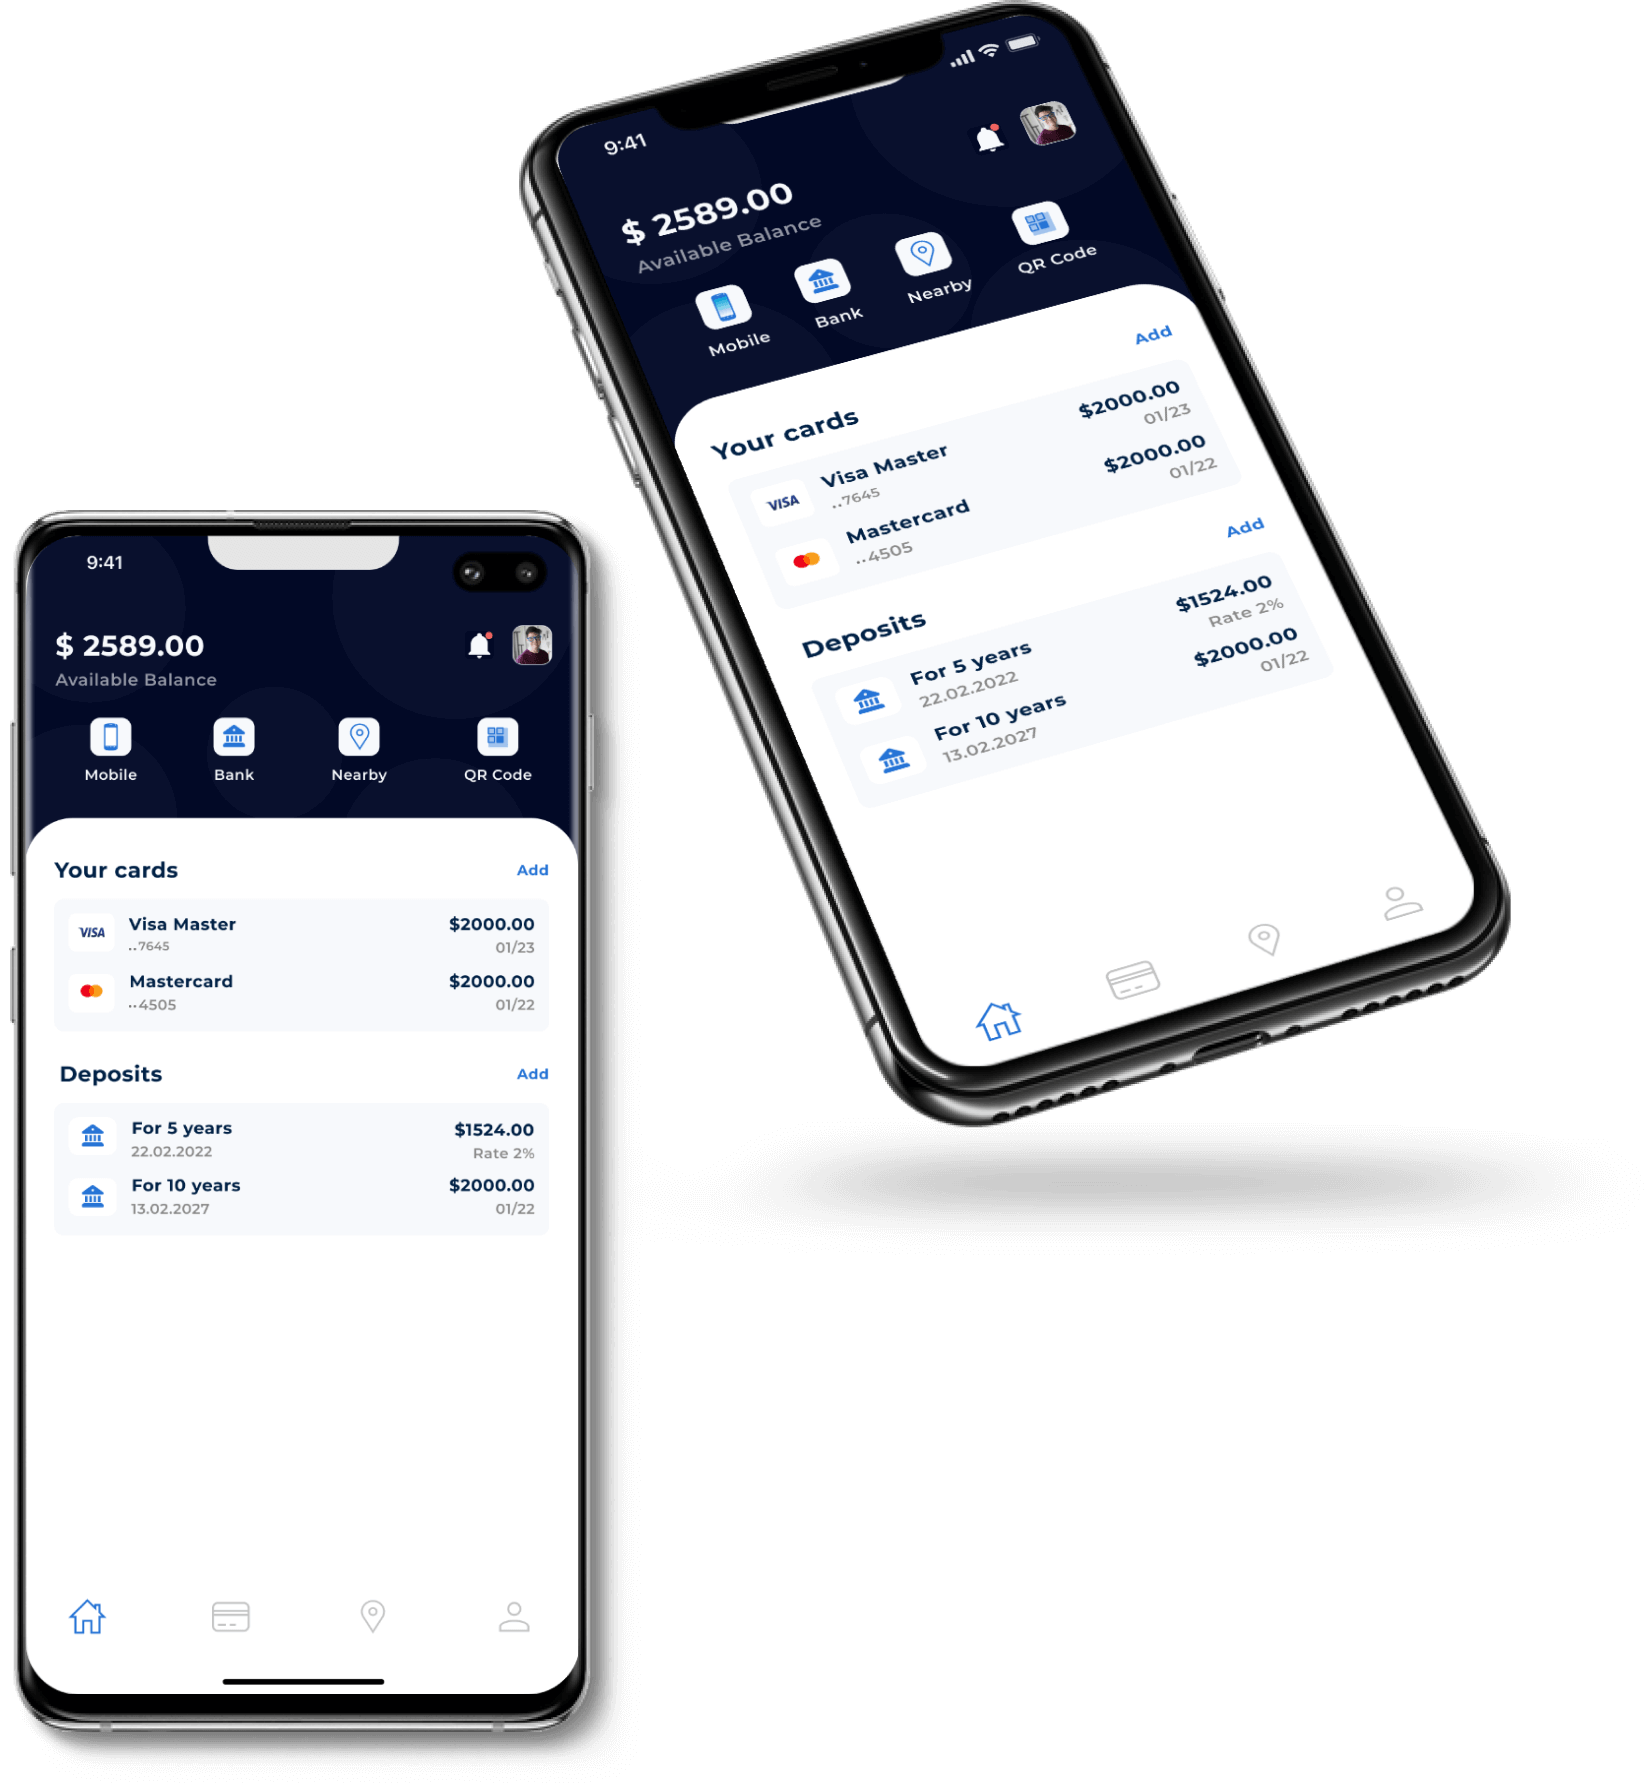 9:41
$ 2589.00
Available Balance
Mobile
Bank
Nearby
QR Code
Your cards
Add
VISA
Visa Master
..7645
$2000.00
01/23
Mastercard
..4505
$2000.00
01/22
Deposits
Add
For 5 years
22.02.2022
$1524.00
Rate 2%
For 10 years
13.02.2027
$2000.00
01/22
9:41
$ 2589.00
Available Balance
Mobile
Bank
Nearby
QR Code
Your cards
Add
VISA
Visa Master
..7645
$2000.00
01/23
Mastercard
..4505
$2000.00
01/22
Deposits
Add
For 5 years
22.02.2022
$1524.00
Rate 2%
For 10 years
13.02.2027
$2000.00
01/22